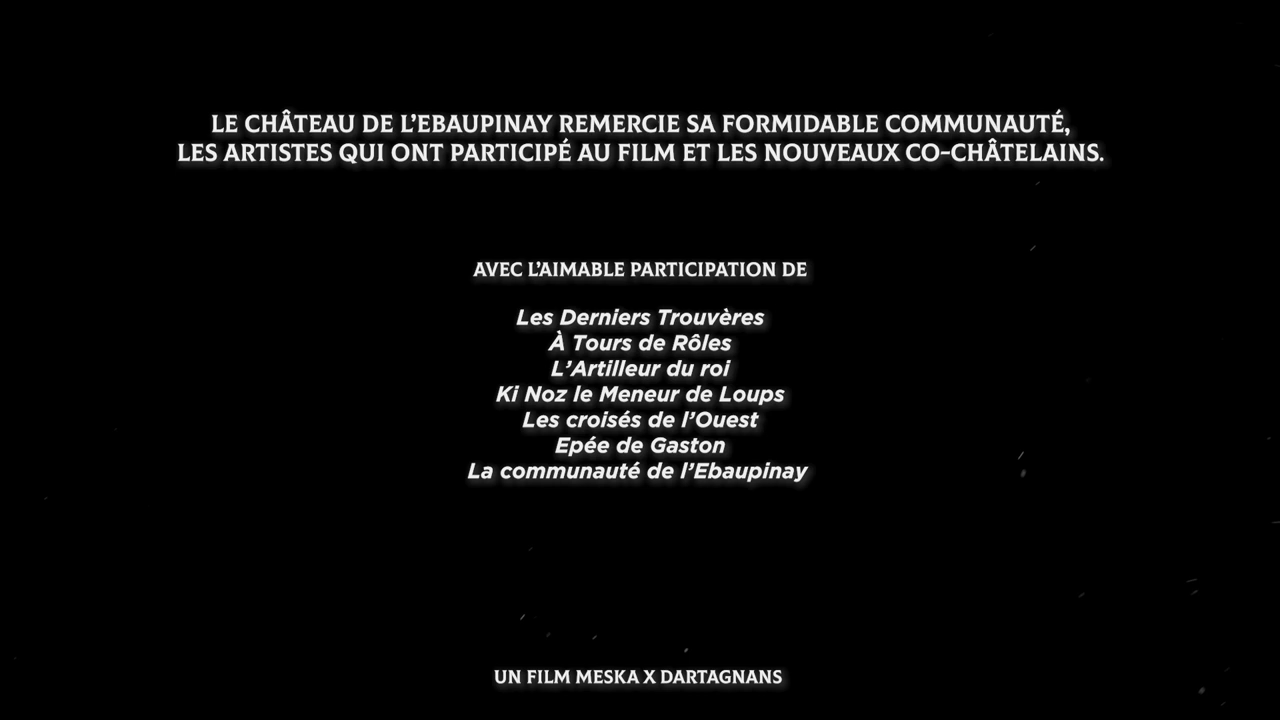 LE CHÂTEAU DE L’EBAUPINAY REMERCIE SA FORMIDABLE COMMUNAUTÉ,
LES ARTISTES QUI ONT PARTICIPÉ AU FILM ET LES NOUVEAUX CO-CHÂTELAINS.
AVEC L’AIMABLE PARTICIPATION DE
Les Derniers Trouvères
À Tours de Rôles
L’Artilleur du roi
Ki Noz le Meneur de Loups
Les croisés de l’Ouest
Epée de Gaston
La communauté de l’Ebaupinay
UN FILM MESKA X DARTAGNANS